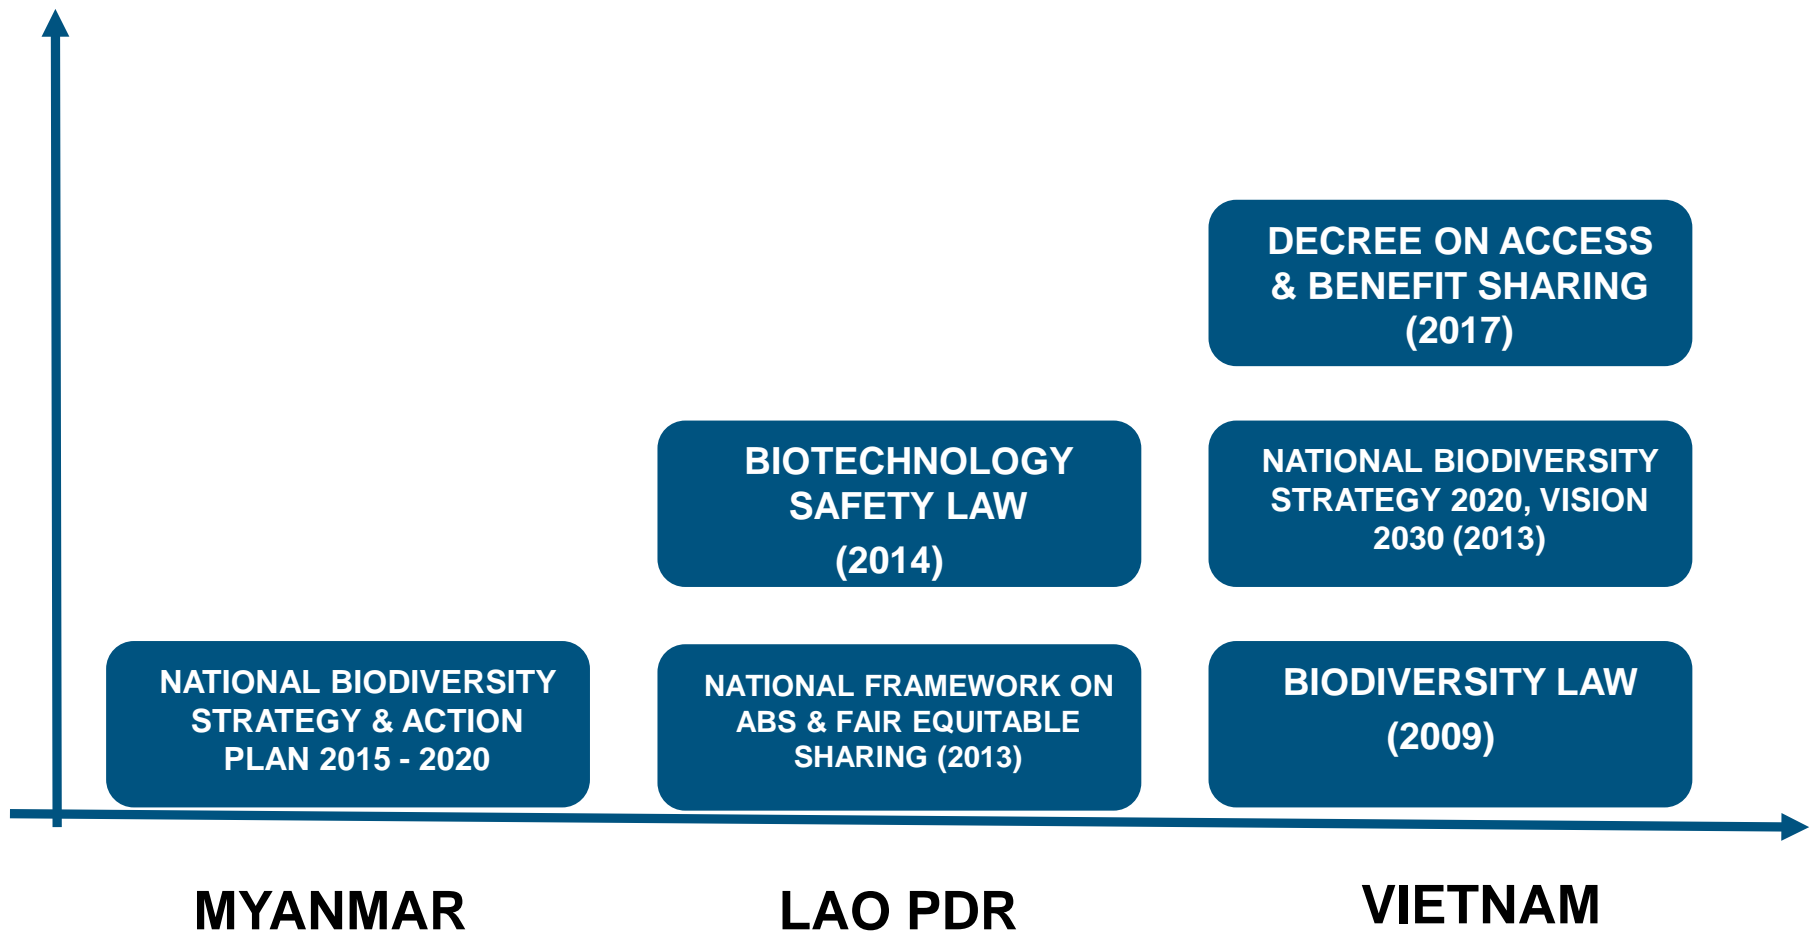 DECREE ON ACCESS
& BENEFIT SHARING
(2017)
BIOTECHNOLOGY
SAFETY LAW
(2014)
NATIONAL BIODIVERSITY
STRATEGY 2020, VISION
2030 (2013)
NATIONAL BIODIVERSITY
STRATEGY & ACTION
PLAN 2015 - 2020
NATIONAL FRAMEWORK ON
ABS & FAIR EQUITABLE
SHARING (2013)
BIODIVERSITY LAW
(2009)
MYANMAR
LAO PDR
VIETNAM